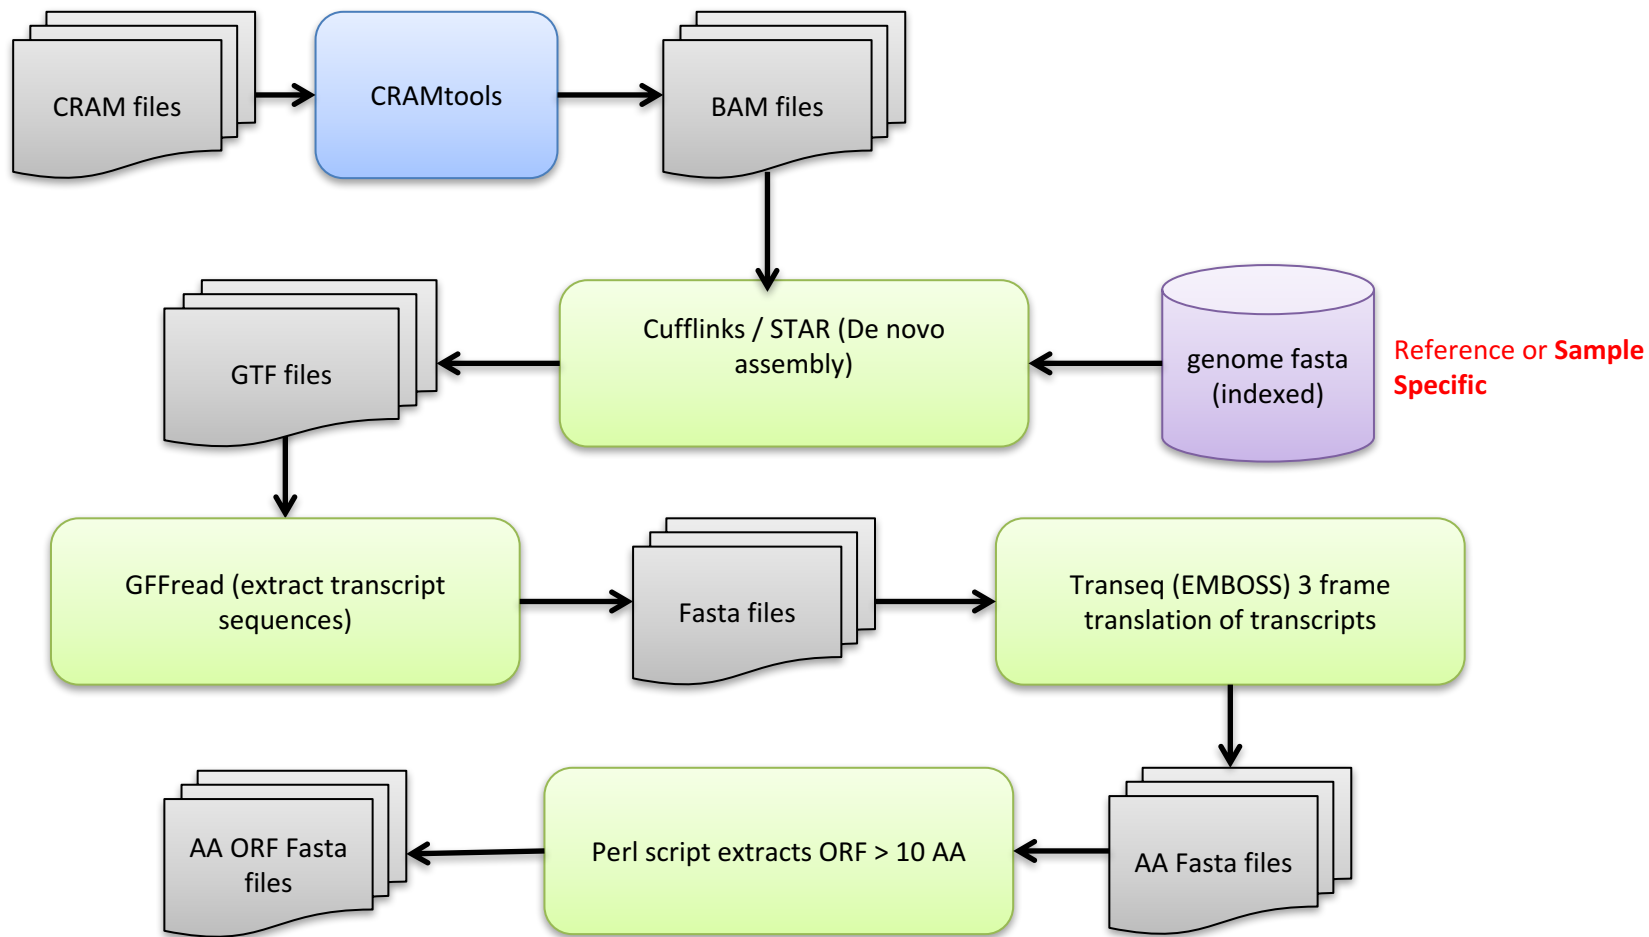 CRAM files
CRAMtools
BAM files
Cufflinks / STAR (De novo
assembly)
GTF files
genome fasta
(indexed)
Reference or Sample
Specific
GFFread (extract transcript
sequences)
Fasta files
Transeq (EMBOSS) 3 frame
translation of transcripts
AA ORF Fasta
files
Perl script extracts ORF > 10 AA
AA Fasta files